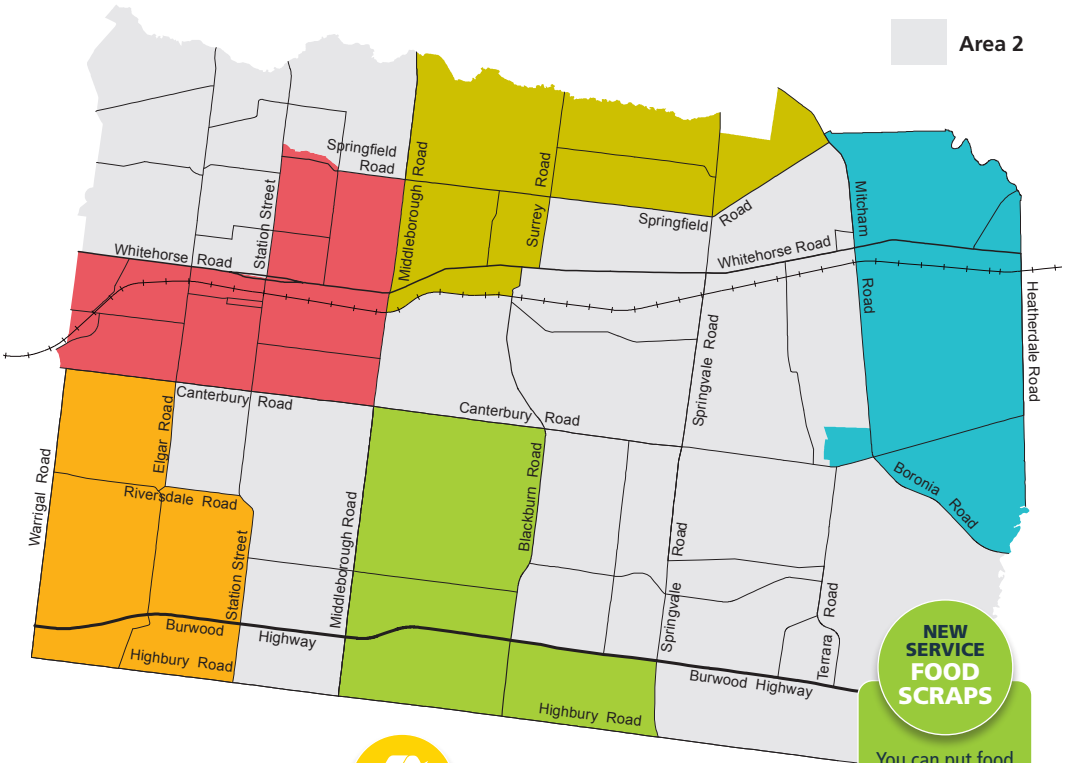 Area 2
Springfield
Road
Middleborough Road
Surrey Road
Station Street
Mitcham
Road
Springfield Road
Whitehorse Road
Whitehorse Road
Heatherdale Road
Springvale Road
Canterbury Road
Canterbury Road
Elgar Road
Warrigal Road
Riversdale Road
Blackburn Road
Boronia Road
Middleborough Road
Station Street
Springvale Road
Terrara Road
Burwood Highway
Burwood Highway
Highbury Road
Highbury Road
NEW
SERVICE
FOOD
SCRAPS
You can put food